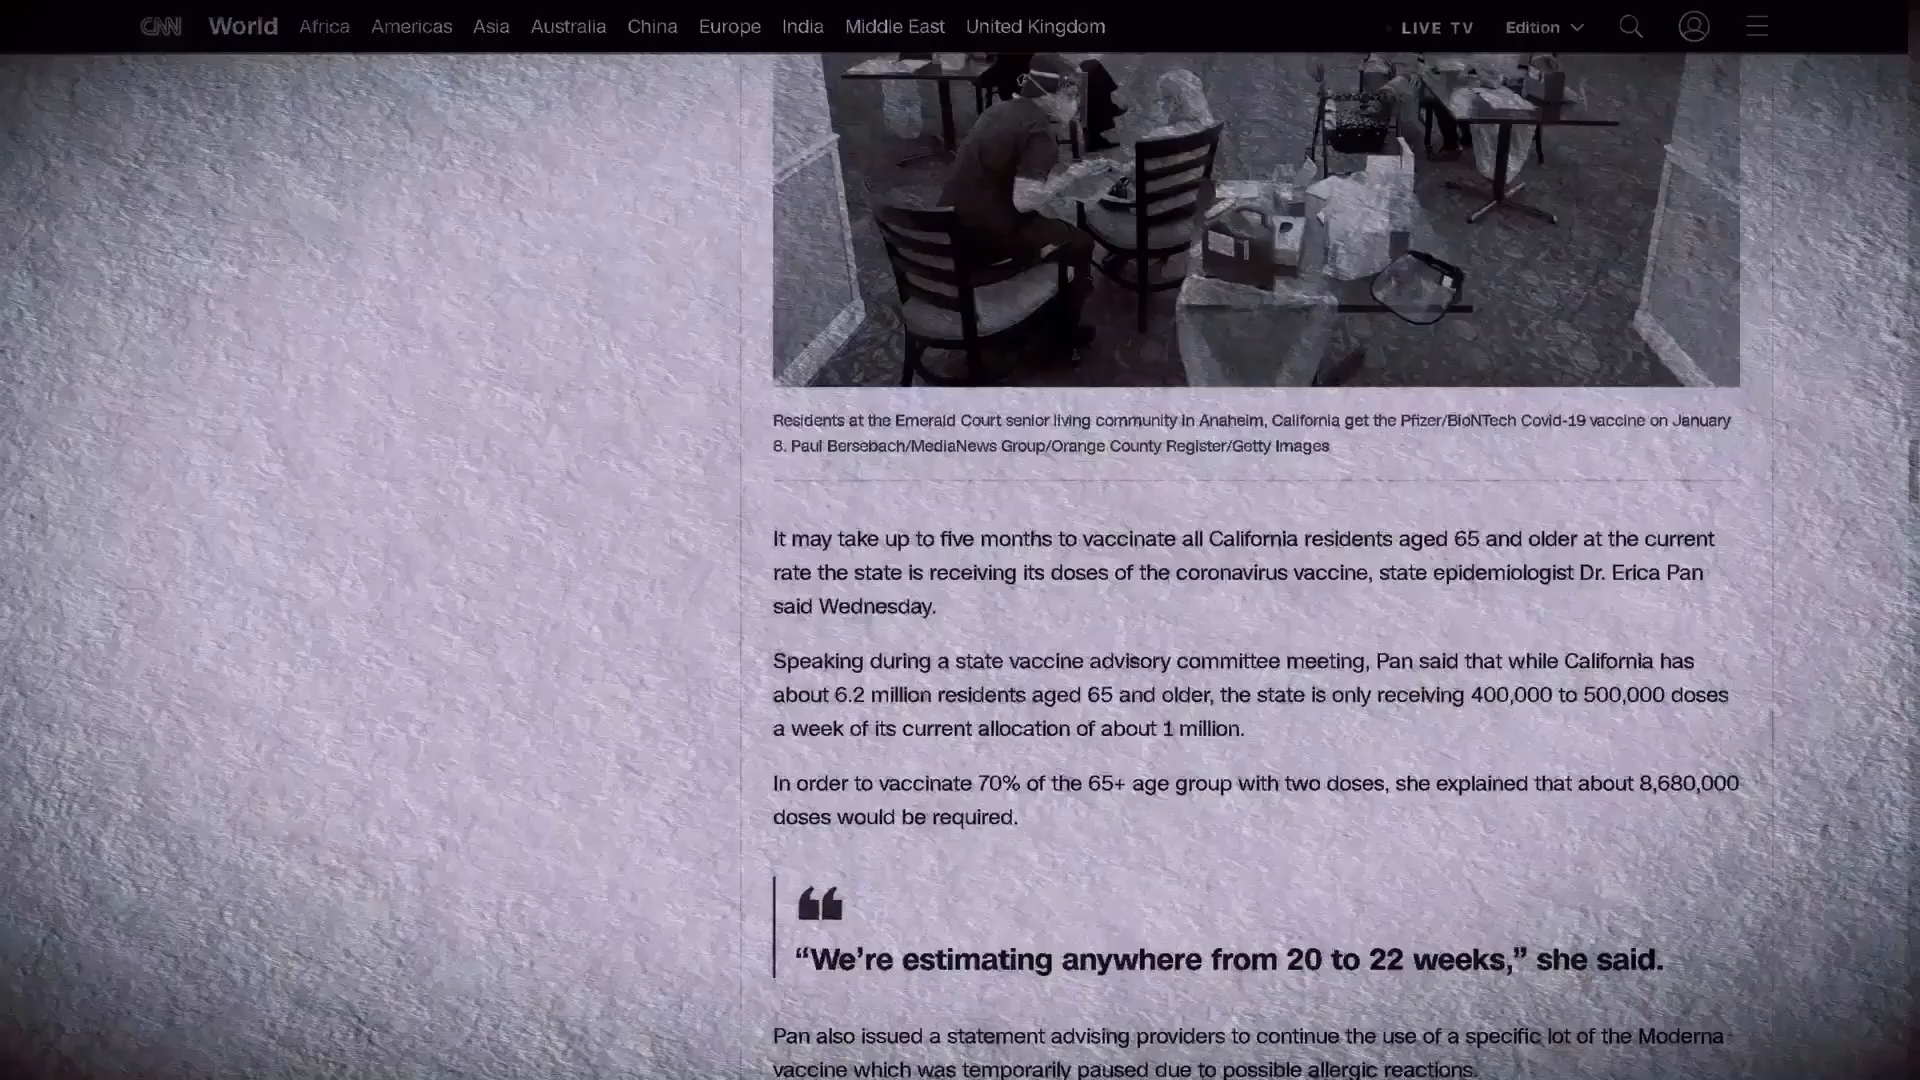 CNN World Africa Americas Asia Australia China Europe India Middle East United Kingdom LIVE TV Edition
Residents at the Emerald Court senior living community in Anaheim, California get the Pfizer/BioNTech Covid-19 vaccine on January
8. Paul Bersebach/MediaNews Group/Orange County Register/Getty Images
It may take up to five months to vaccinate all California residents aged 65 and older at the current
rate the state is receiving its doses of the coronavirus vaccine, state epidemiologist Dr. Erica Pan
said Wednesday.
Speaking during a state vaccine advisory committee meeting, Pan said that while California has
about 6.2 million residents aged 65 and older, the state is only receiving 400,000 to 500,000 doses
a week of its current allocation of about 1 million.
In order to vaccinate 70% of the 65+ age group with two doses, she explained that about 8,680,000
doses would be required.
“We’re estimating anywhere from 20 to 22 weeks,” she said.
Pan also issued a statement advising providers to continue the use of a specific lot of the Moderna
vaccine which was temporarily paused due to possible allergic reactions.